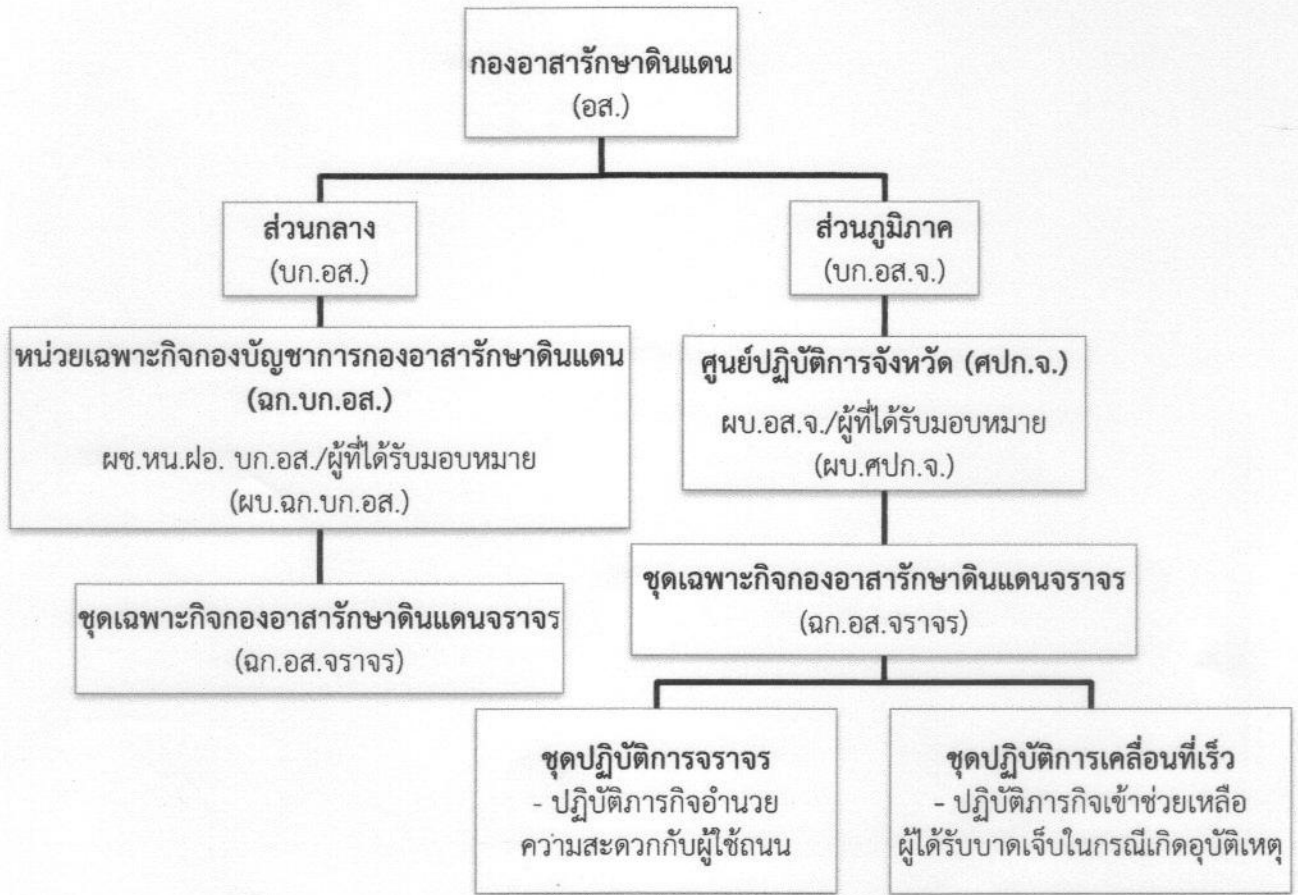 กองอาสารักษาดินแดน
(อส.)
ส่วนกลาง
(บก.อส.)
ส่วนภูมิภาค
(บก.อส.จ.)
หน่วยเฉพาะกิจกองบัญชาการกองอาสารักษาดินแดน
(ฉก.บก.อส.)
ผช.หน.ฝอ. บก.อส./ผู้ที่ได้รับมอบหมาย
(ผบ.ฉก.บก.อส.)
ศูนย์ปฏิบัติการจังหวัด (ศปก.จ.)
ผบ.อส.จ./ผู้ที่ได้รับมอบหมาย
(ผบ.ศปก.จ.)
ชุดเฉพาะกิจกองอาสารักษาดินแดนจราจร
(ฉก.อส.จราจร)
ชุดเฉพาะกิจกองอาสารักษาดินแดนจราจร
(ฉก.อส.จราจร)
ชุดปฏิบัติการจราจร
- ปฏิบัติภารกิจอำนวย
ความสะดวกกับผู้ใช้ถนน
ชุดปฏิบัติการเคลื่อนที่เร็ว
- ปฏิบัติภารกิจเข้าช่วยเหลือ
ผู้ได้รับบาดเจ็บในกรณีเกิดอุบัติเหตุ